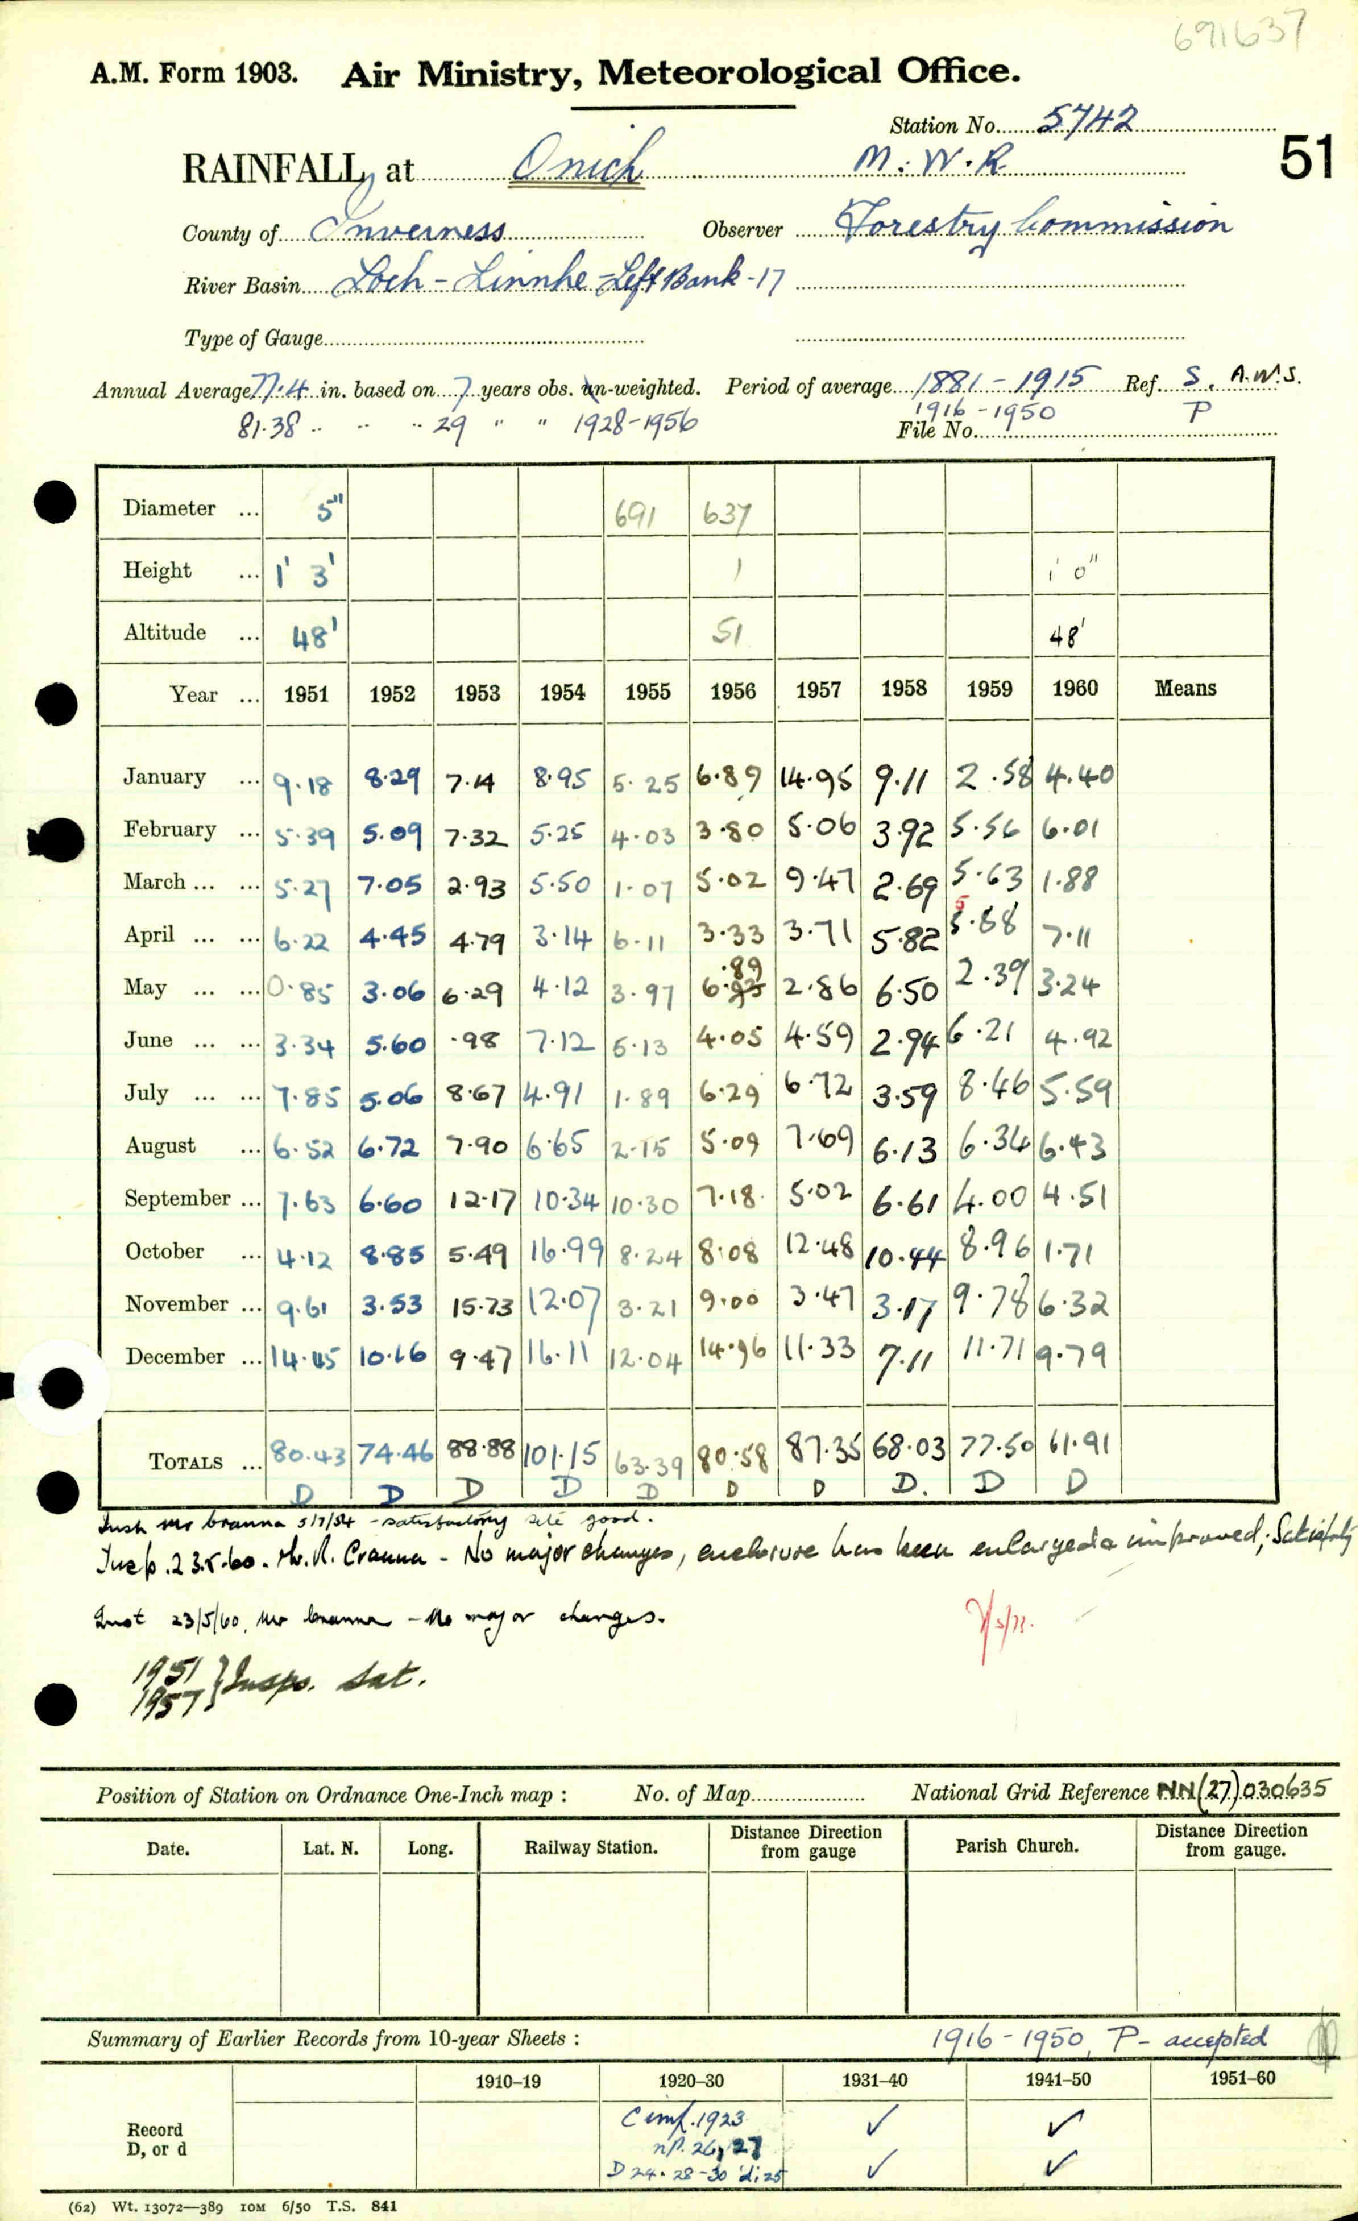 691637
A.M. Form 1903. Air Ministry, Meteorological Office.
Station No. 5742
51
RAINFALL at Onich M.W.R
County of Inverness Observer Forestry Commission
River Basin Loch-Linnhe-Left Bank-17
Type of Gauge
Annual Average 77.4 in. based on 7 years obs. un-weighted. Period of average 1881-1915 Ref. S. A.W.S.
81.38 " " " 29 " " 1928-1956 1916-1950 P
File No.
Diameter ... 5" 691 637
Height ... 1' 3' 1 1' 0"
Altitude ... 48' 51 48'
Year ... 1951 1952 1953 1954 1955 1956 1957 1958 1959 1960 Means
January ... 9.18 8.29 7.14 8.95 5.25 6.89 14.95 9.11 2.58 4.40
February ... 5.39 5.09 7.32 5.25 4.03 3.80 5.06 3.92 5.56 6.01
March ... ... 5.27 7.05 2.93 5.50 1.07 5.02 9.47 2.69 5.63 1.88
April ... ... 6.22 4.45 4.79 3.14 6.11 3.33 3.71 5.82 5.88 7.11
May ... ... 0.85 3.06 6.29 4.12 3.97 6.89 2.86 6.50 2.39 3.24
June ... ... 3.34 5.60 .98 7.12 5.13 4.05 4.59 2.94 6.21 4.92
July ... ... 7.85 5.06 8.67 4.91 1.89 6.29 6.72 3.59 8.46 5.59
August ... 6.52 6.72 7.90 6.65 2.15 5.09 7.69 6.13 6.34 6.43
September ... 7.63 6.60 12.17 10.34 10.30 7.18 5.02 6.61 4.00 4.51
October ... 4.12 8.85 5.49 16.99 8.24 8.08 12.48 10.44 8.96 1.71
November ... 9.61 3.53 15.73 12.07 3.21 9.00 3.47 3.17 9.78 6.32
December ... 14.45 10.16 9.47 16.11 12.04 14.96 11.33 7.11 11.71 9.79
TOTALS ... 80.43 74.46 88.88 101.15 63.39 80.58 87.35 68.03 77.50 61.91
D D D D D D D D. D D
Insp. Mr Cranna 5/7/54 - satisfactory site good.
Insp. 23.5.60. Mr. R. Cranna - No major changes, enclosure has been enlarged & improved;
Inst 23/5/60, Mr Cranna - No major changes.
1951
1957 } Insps. sat.
Position of Station on Ordnance One-Inch map : No. of Map National Grid Reference NN(27)030635
Date. Lat. N. Long. Railway Station. Distance from Direction gauge Parish Church. Distance from Direction gauge.
Summary of Earlier Records from 10-year Sheets : 1916-1950, P- accepted
1910–19 1920–30 1931–40 1941–50 1951–60
Record D, or d
C imp. 1923 ✓ ✓
nP. 26, 27
D 24. 28-30 di 25 ✓ ✓
(62) Wt. 13072—389 10M 6/50 T.S. 841